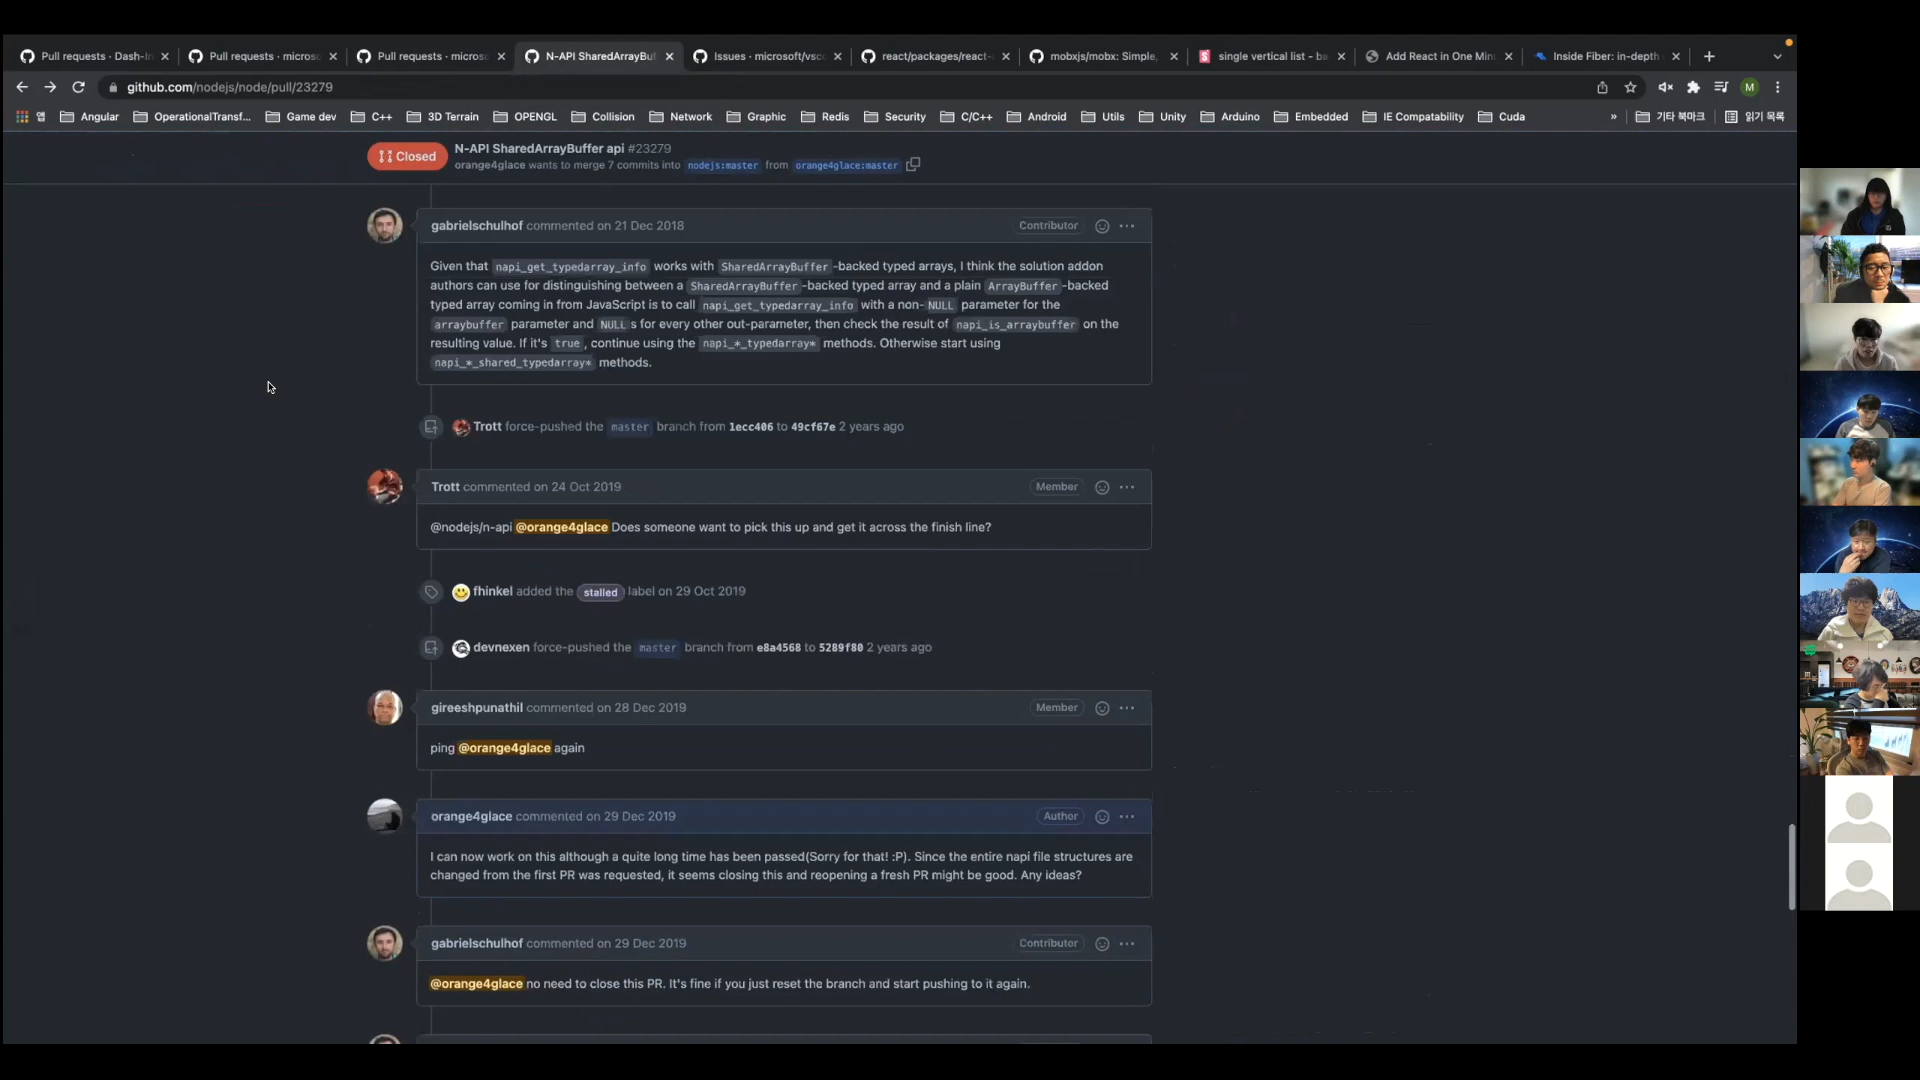 Pull requests · Dash-In
Pull requests · microso
Pull requests · microso
N-API SharedArrayBuf
Issues · microsoft/vsco
react/packages/react-
mobxjs/mobx: Simple,
single vertical list - ba
Add React in One Minu
Inside Fiber: in-depth
github.com/nodejs/node/pull/23279
M
앱
Angular
OperationalTransf...
Game dev
C++
3D Terrain
OPENGL
Collision
Network
Graphic
Redis
Security
C/C++
Android
Utils
Unity
Arduino
Embedded
IE Compatability
Cuda
»
기타 북마크
읽기 목록
Closed
N-API SharedArrayBuffer api #23279
orange4glace wants to merge 7 commits into nodejs:master from orange4glace:master
gabrielschulhof commented on 21 Dec 2018
Contributor
Given that napi_get_typedarray_info works with SharedArrayBuffer -backed typed arrays, I think the solution addon
authors can use for distinguishing between a SharedArrayBuffer -backed typed array and a plain ArrayBuffer -backed
typed array coming in from JavaScript is to call napi_get_typedarray_info with a non- NULL parameter for the
arraybuffer parameter and NULL s for every other out-parameter, then check the result of napi_is_arraybuffer on the
resulting value. If it's true , continue using the napi_*_typedarray* methods. Otherwise start using
napi_*_shared_typedarray* methods.
Trott force-pushed the master branch from 1ecc406 to 49cf67e 2 years ago
Trott commented on 24 Oct 2019
Member
@nodejs/n-api @orange4glace Does someone want to pick this up and get it across the finish line?
fhinkel added the stalled label on 29 Oct 2019
devnexen force-pushed the master branch from e8a4568 to 5289f80 2 years ago
gireeshpunathil commented on 28 Dec 2019
Member
ping @orange4glace again
orange4glace commented on 29 Dec 2019
Author
I can now work on this although a quite long time has been passed(Sorry for that! :P). Since the entire napi file structures are
changed from the first PR was requested, it seems closing this and reopening a fresh PR might be good. Any ideas?
gabrielschulhof commented on 29 Dec 2019
Contributor
@orange4glace no need to close this PR. It's fine if you just reset the branch and start pushing to it again.